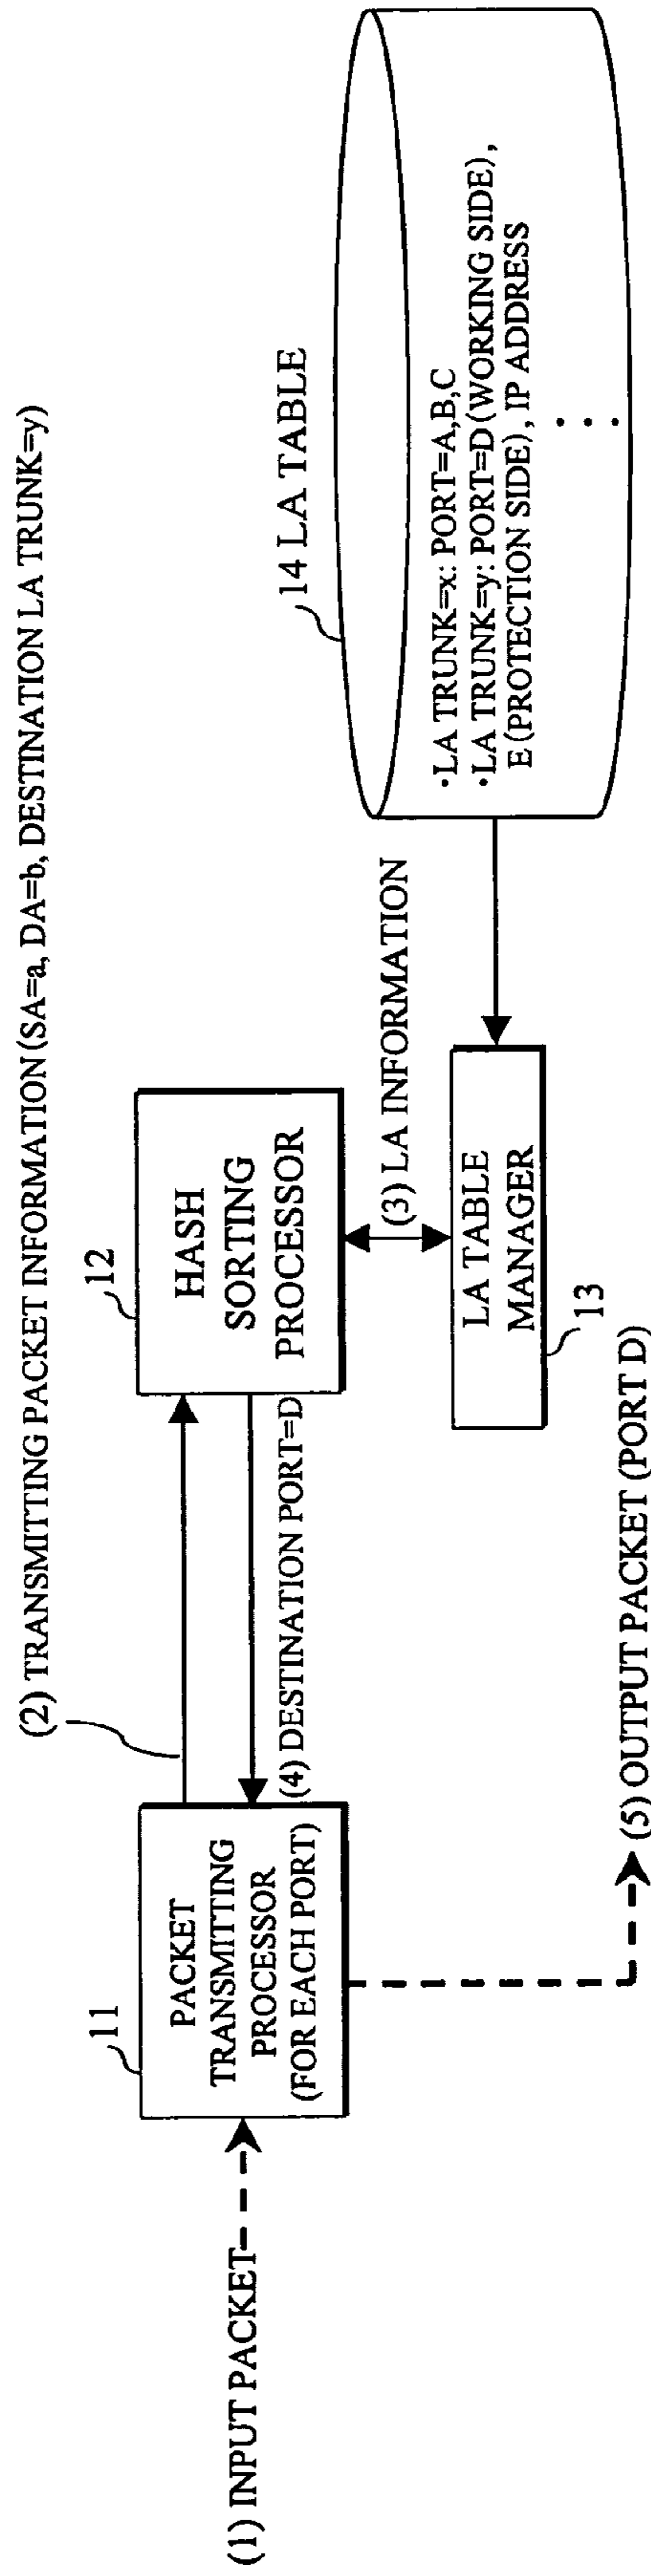 (1) INPUT PACKET
11
PACKET
TRANSMITTING
PROCESSOR
(FOR EACH PORT)
(2) TRANSMITTING PACKET INFORMATION (SA=a, DA=b, DESTINATION LA TRUNK=y)
12
HASH
SORTING
PROCESSOR
(4) DESTINATION PORT=D
(3) LA INFORMATION
LA TABLE
MANAGER
13
14 LA TABLE
•LA TRUNK=x: PORT=A,B,C
•LA TRUNK=y: PORT=D (WORKING SIDE),
E (PROTECTION SIDE), IP ADDRESS
(5) OUTPUT PACKET (PORT D)